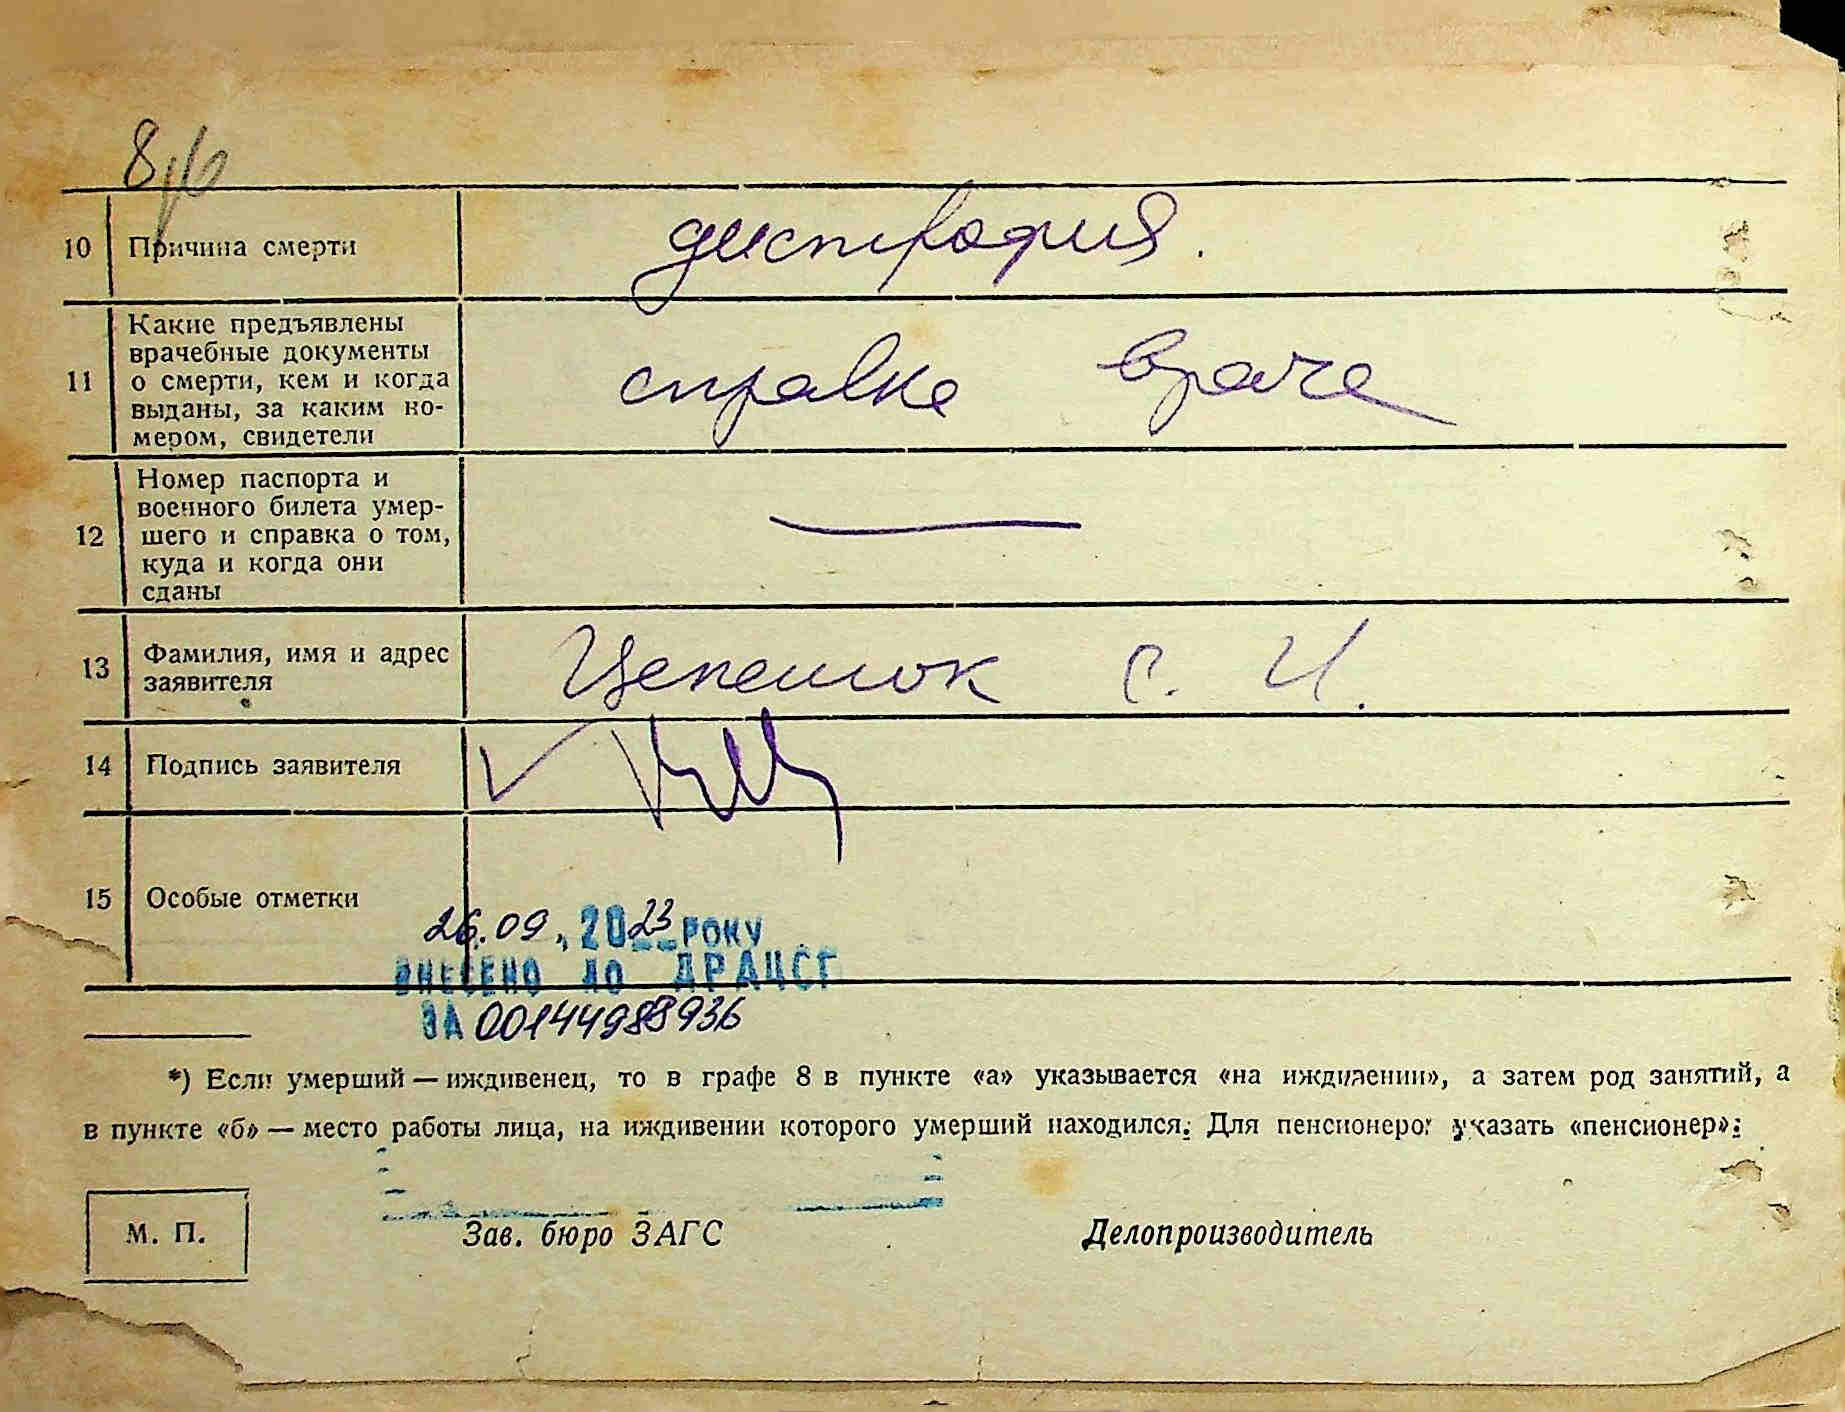 8/10
10 Причина смерти дистрофия.
11 Какие предъявлены
врачебные документы
о смерти, кем и когда
выданы, за каким но-
мером, свидетели
справка врача
12 Номер паспорта и
военного билета умер-
шего и справка о том,
куда и когда они
сданы
13 Фамилия, имя и адрес
заявителя
Цепенюк С. И.
14 Подпись заявителя
15 Особые отметки
26.09. 2023 РОКУ
ВНЕСЕНО ДО ДРАЦСГ
ЗА 00144988936
*) Если умерший — иждивенец, то в графе 8 в пункте «а» указывается «на иждивении», а затем род занятий, а
в пункте «б» — место работы лица, на иждивении которого умерший находился. Для пенсионеров указать «пенсионер».
М. П. Зав. бюро ЗАГС Делопроизводитель